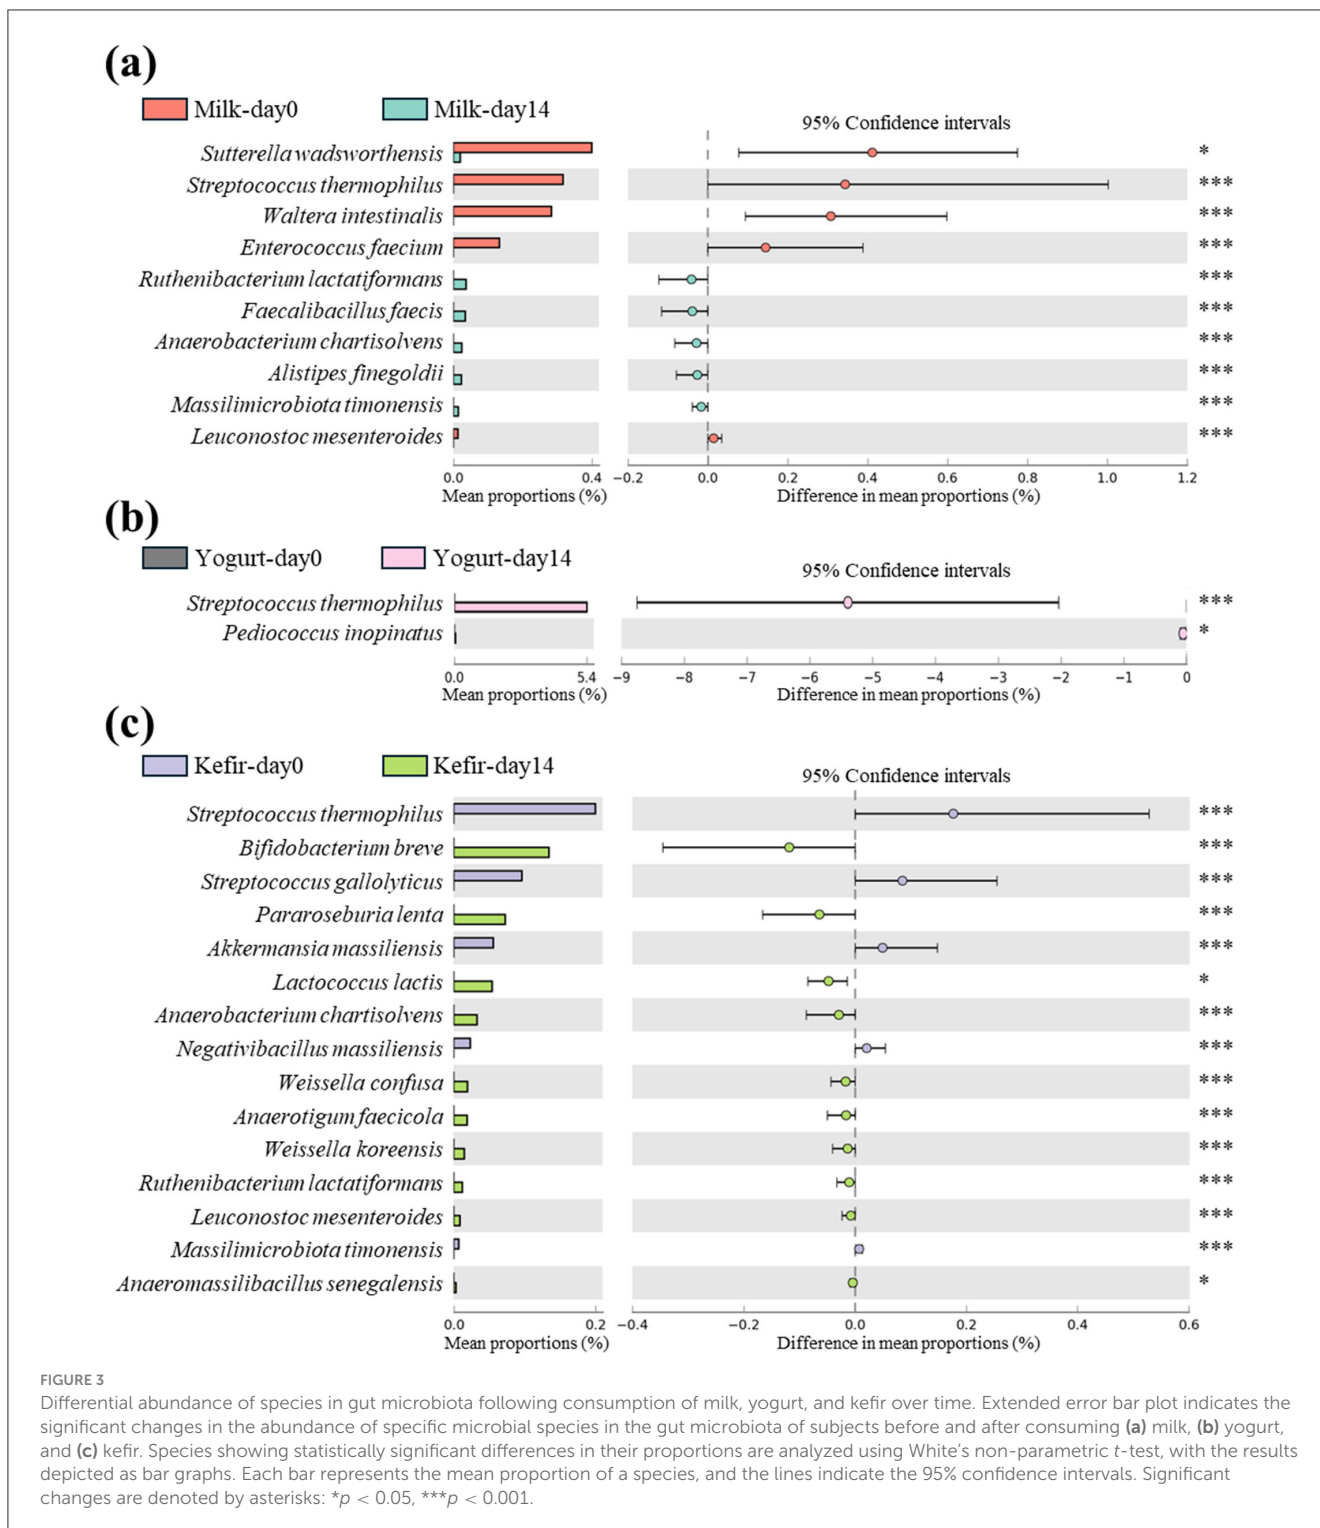 (a)
Milk-day0 Milk-day14
95% Confidence intervals
Sutterella wadsworthensis *
Streptococcus thermophilus ***
Waltera intestinalis ***
Enterococcus faecium ***
Ruthenibacterium lactatiformans ***
Faecalibacillus faecis ***
Anaerobacterium chartisolvens ***
Alistipes finegoldii ***
Massilimicrobiota timonensis ***
Leuconostoc mesenteroides ***
0.0 0.4 −0.2 0.0 0.2 0.4 0.6 0.8 1.0 1.2
Mean proportions (%) Difference in mean proportions (%)
(b)
Yogurt-day0 Yogurt-day14
95% Confidence intervals
Streptococcus thermophilus ***
Pediococcus inopinatus *
0.0 5.4 −9 −8 −7 −6 −5 −4 −3 −2 −1 0
Mean proportions (%) Difference in mean proportions (%)
(c)
Kefir-day0 Kefir-day14
95% Confidence intervals
Streptococcus thermophilus ***
Bifidobacterium breve ***
Streptococcus gallolyticus ***
Pararoseburia lenta ***
Akkermansia massiliensis ***
Lactococcus lactis *
Anaerobacterium chartisolvens ***
Negativibacillus massiliensis ***
Weissella confusa ***
Anaerotigum faecicola ***
Weissella koreensis ***
Ruthenibacterium lactatiformans ***
Leuconostoc mesenteroides ***
Massilimicrobiota timonensis ***
Anaeromassilibacillus senegalensis *
0.0 0.2 −0.4 −0.2 0.0 0.2 0.4 0.6
Mean proportions (%) Difference in mean proportions (%)
FIGURE 3
Differential abundance of species in gut microbiota following consumption of milk, yogurt, and kefir over time. Extended error bar plot indicates the
significant changes in the abundance of specific microbial species in the gut microbiota of subjects before and after consuming (a) milk, (b) yogurt,
and (c) kefir. Species showing statistically significant differences in their proportions are analyzed using White's non-parametric t-test, with the results
depicted as bar graphs. Each bar represents the mean proportion of a species, and the lines indicate the 95% confidence intervals. Significant
changes are denoted by asterisks: *p < 0.05, ***p < 0.001.